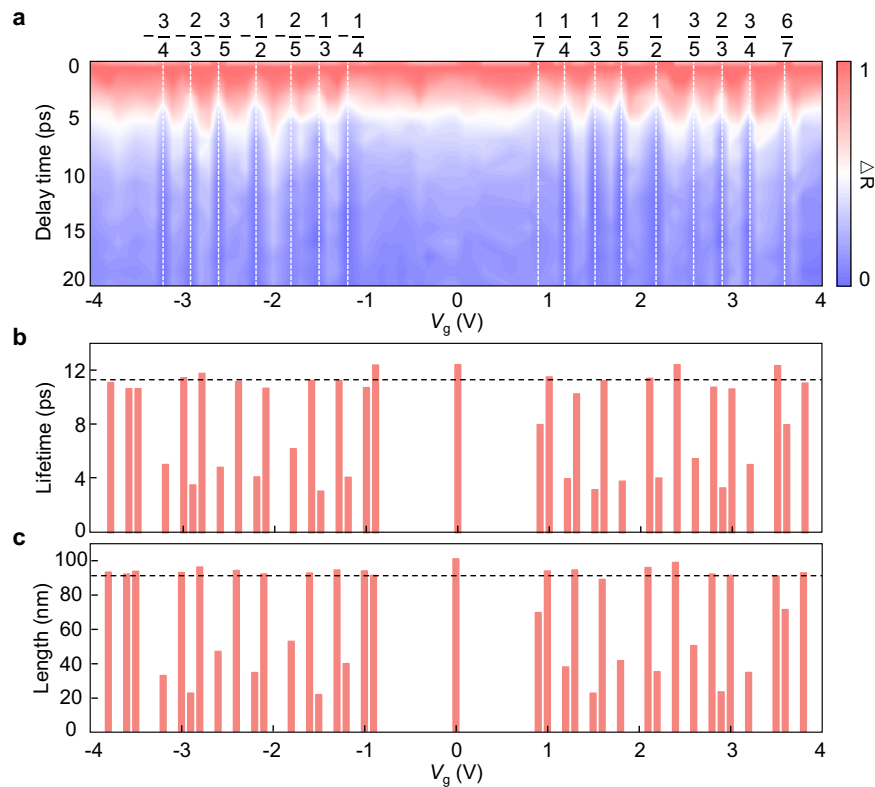 a
-3/4 -2/3 -3/5 -1/2 -2/5 -1/3 -1/4 1/7 1/4 1/3 2/5 1/2 3/5 2/3 3/4 6/7
0
5
10
15
20
Delay time (ps)
-4 -3 -2 -1 0 1 2 3 4
Vg (V)
1
0
△R
b
12
8
4
0
Lifetime (ps)
c
100
80
60
40
20
0
Length (nm)
-4 -3 -2 -1 0 1 2 3 4
Vg (V)